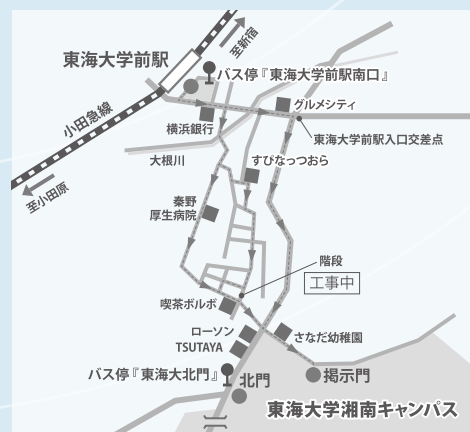 至新宿
東海大学前駅
バス停『東海大学前駅南口』
グルメシティ
小田急線
横浜銀行
東海大学前駅入口交差点
大根川
すぴなっつおら
至小田原
秦野
厚生病院
階段
工事中
喫茶ボルボ
ローソン
さなだ幼稚園
TSUTAYA
バス停『東海大北門』
北門
掲示門
東海大学湘南キャンパス